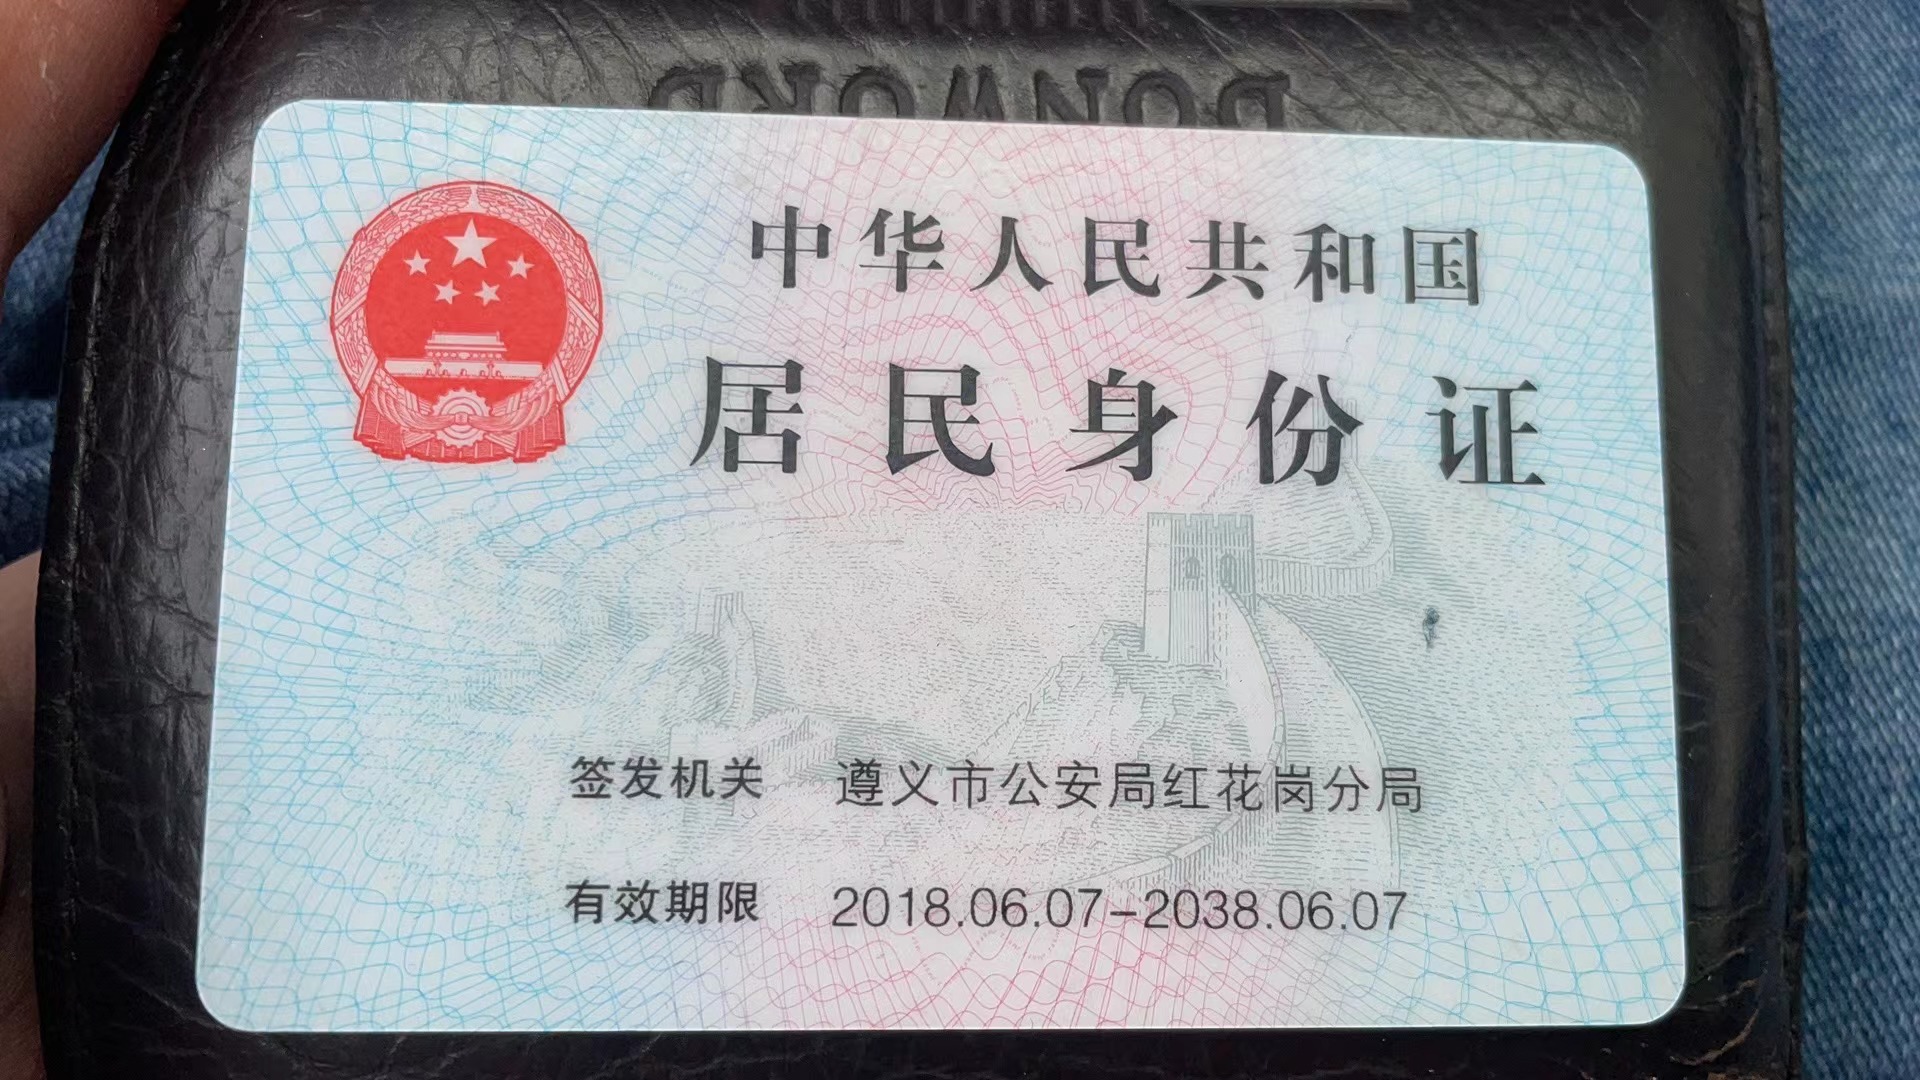 DONWORD
中华人民共和国
居民身份证
签发机关 遵义市公安局红花岗分局
有效期限 2018.06.07-2038.06.07